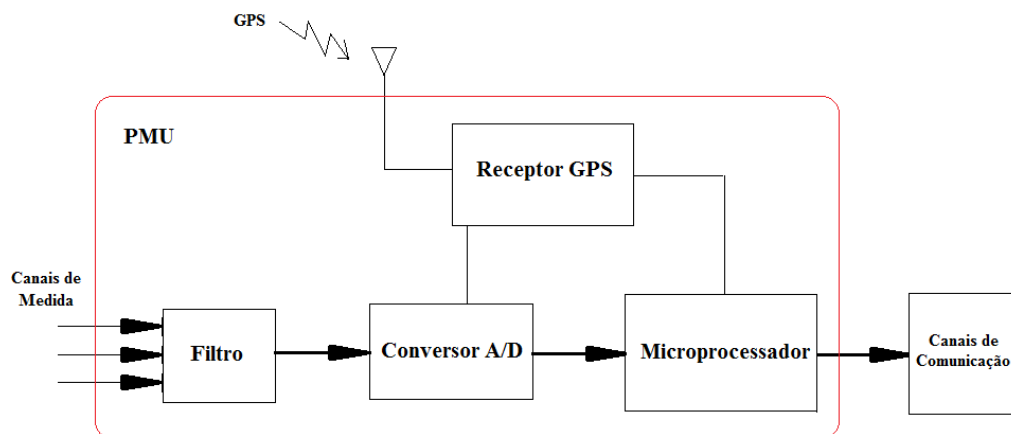 GPS
PMU
Receptor GPS
Canais de
Medida
Filtro
Conversor A/D
Microprocessador
Canais de
Comunicação